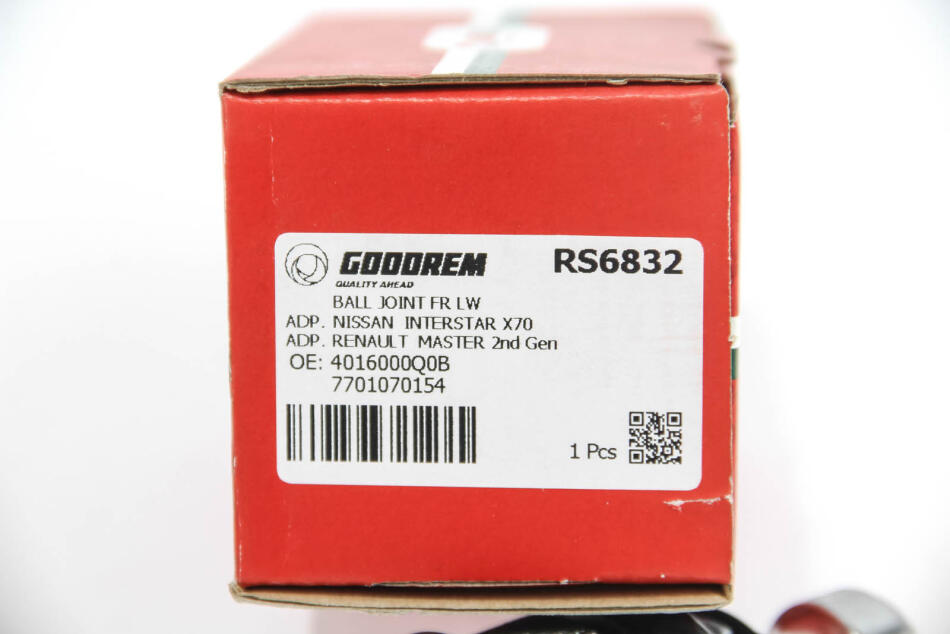 GOODREM
RS6832
QUALITY AHEAD
BALL JOINT FR LW
ADP. NISSAN INTERSTAR X70
ADP. RENAULT MASTER 2nd Gen
OE: 4016000Q0B
7701070154
1 Pcs